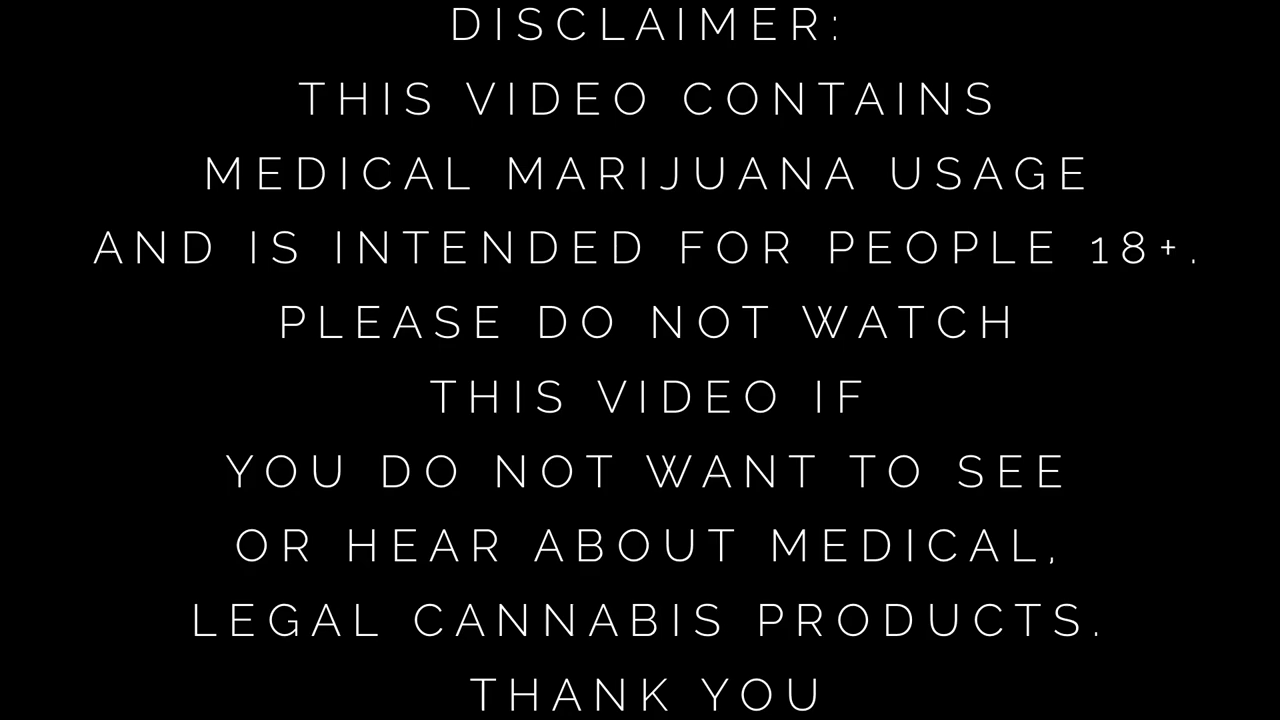 DISCLAIMER:
THIS VIDEO CONTAINS
MEDICAL MARIJUANA USAGE
AND IS INTENDED FOR PEOPLE 18+.
PLEASE DO NOT WATCH
THIS VIDEO IF
YOU DO NOT WANT TO SEE
OR HEAR ABOUT MEDICAL,
LEGAL CANNABIS PRODUCTS.
THANK YOU